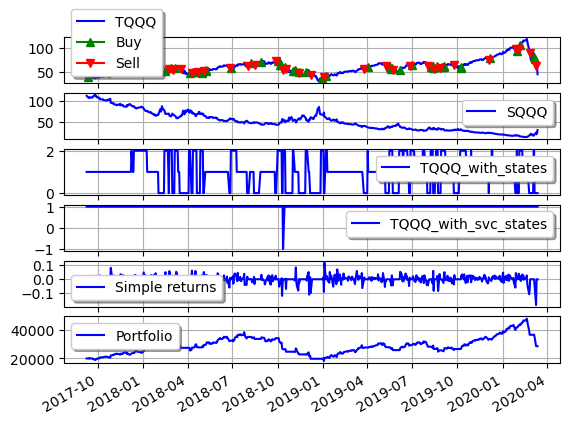 TQQQ
Buy
Sell
100
50
SQQQ
100
50
TQQQ_with_states
2
0
TQQQ_with_svc_states
1
0
−1
Simple returns
0.1
0.0
−0.1
Portfolio
40000
20000
2017-10 2018-01 2018-04 2018-07 2018-10 2019-01 2019-04 2019-07 2019-10 2020-01 2020-04